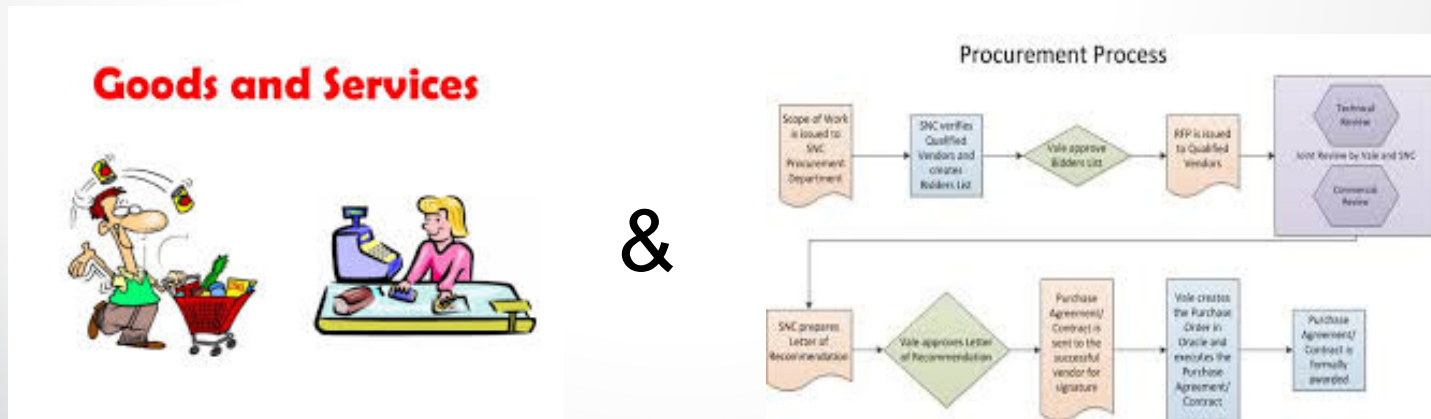 Goods and Services
&
Procurement Process
Scope of Work
is issued to
SNC
Procurement
Department
SNC verifies
Qualified
Vendors and
creates
Bidders List
Vale approve
Bidders List
RFP is issued
to Qualified
Vendors
Technical
Review
Joint Review by Vale and SNC
Commercial
Review
SNC prepares
Letter of
Recommendation
Vale approves Letter
of Recommendation
Purchase
Agreement/
Contract is
sent to the
successful
vendor for
signature
Vale creates
the Purchase
Order in
Oracle and
executes the
Purchase
Agreement/
Contract
Purchase
Agreement/
Contract is
formally
awarded